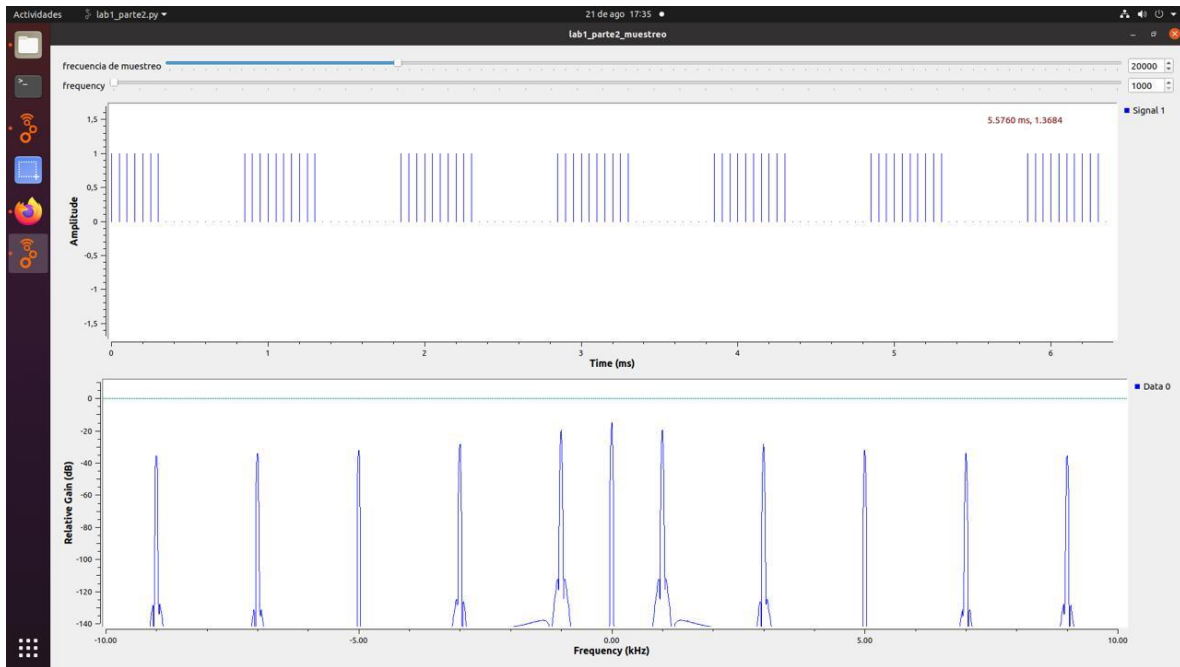 Actividades lab1_parte2.py 21 de ago 17:35
lab1_parte2_muestreo
frecuencia de muestreo 20000
frequency 1000
Signal 1
5.5760 ms, 1.3684
1,5
1
0,5
0
-0,5
-1
-1,5
Amplitude
0 1 2 3 4 5 6
Time (ms)
Data 0
0
-20
-40
-60
-80
-100
-120
-140
Relative Gain (dB)
-10.00 -5.00 0.00 5.00 10.00
Frequency (kHz)